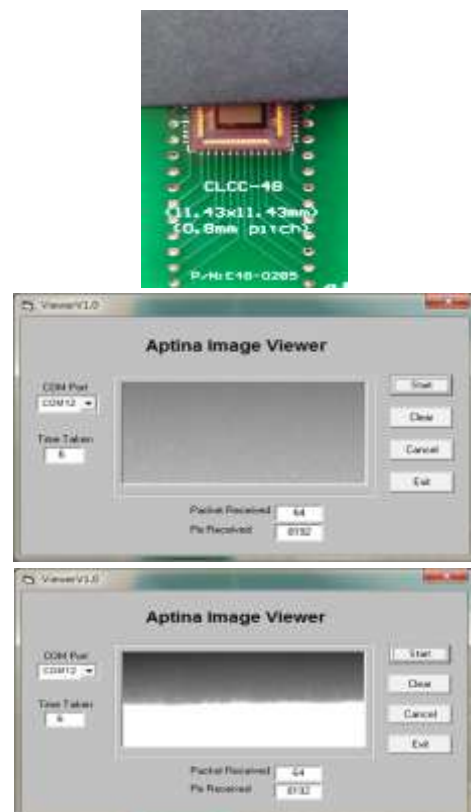 CLCC-48
(11.43x11.43mm)
(0.8mm pitch)
P/N:E48-0205
ViewerV1.0
Aptina Image Viewer
COM Port
COM12
Time Taken
6
Start
Clear
Cancel
Exit
Packet Received 64
Pix Received 8192
ViewerV1.0
Aptina Image Viewer
COM Port
COM12
Time Taken
6
Start
Clear
Cancel
Exit
Packet Received 64
Pix Received 8192